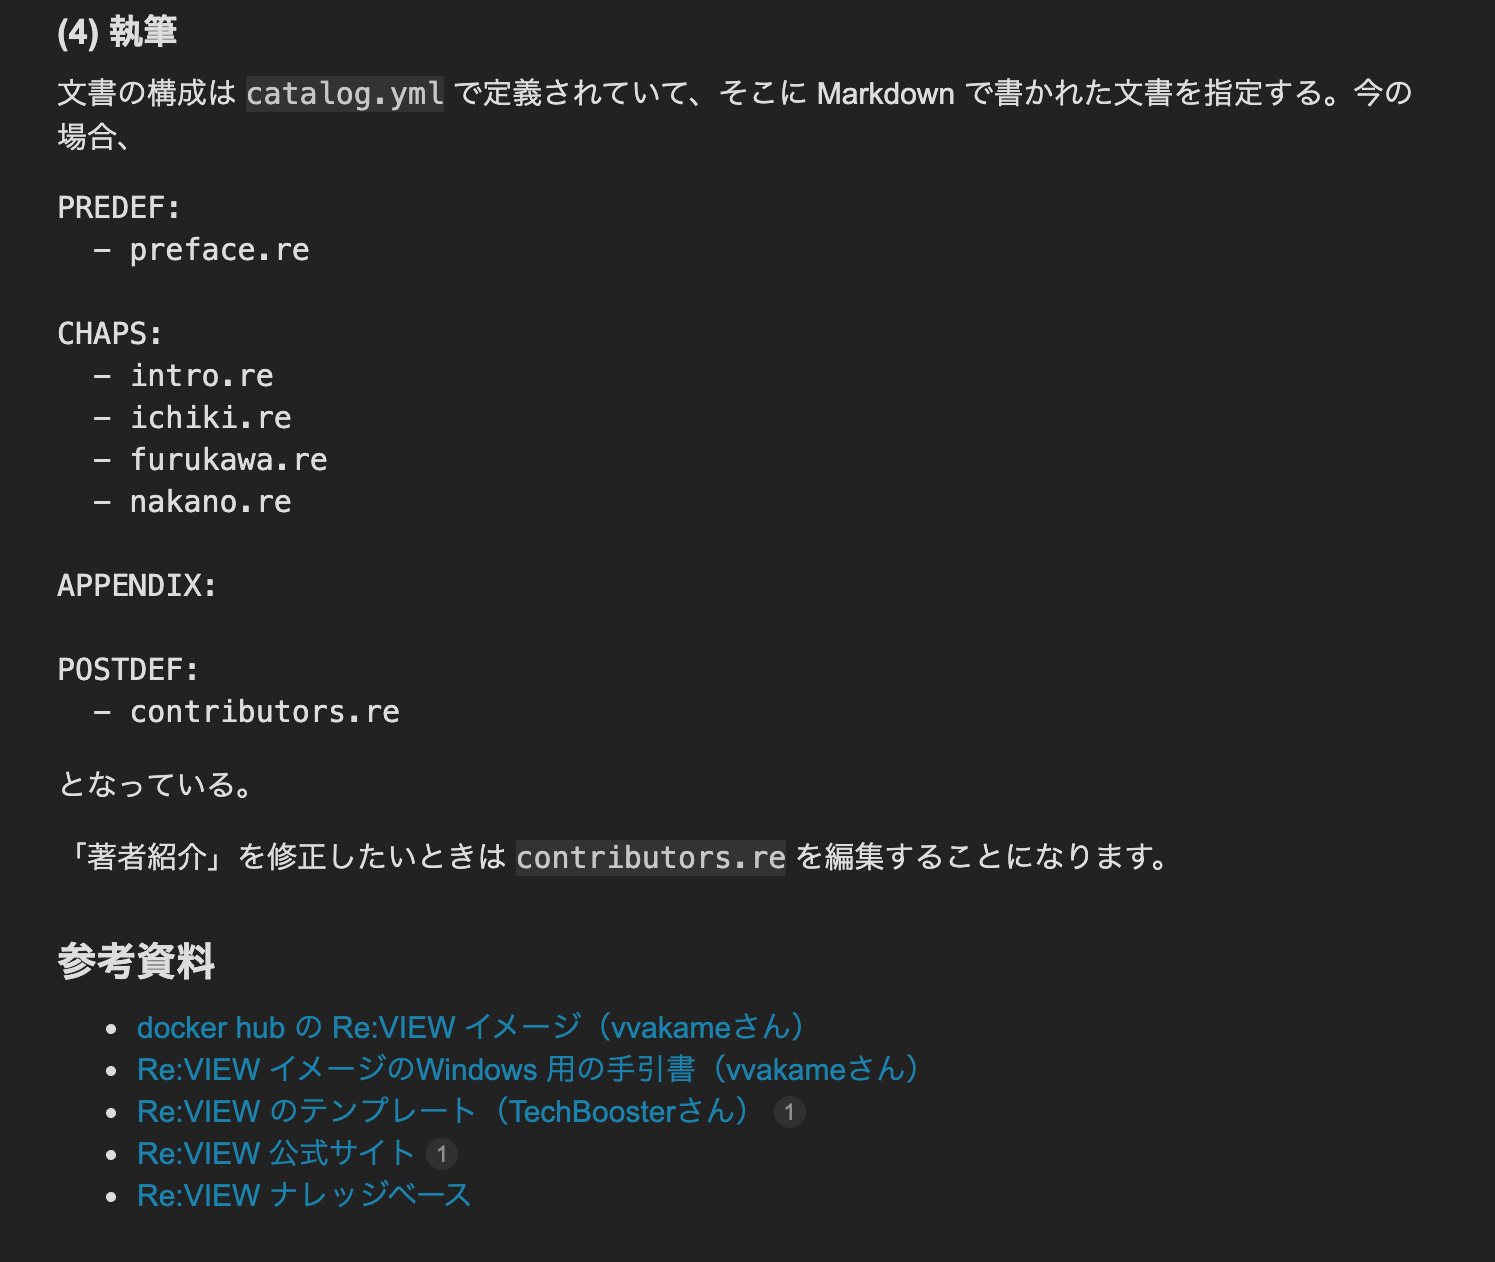 (4) 執筆
文書の構成は catalog.yml で定義されていて、そこに Markdown で書かれた文書を指定する。今の
場合、
PREDEF:
  - preface.re
CHAPS:
  - intro.re
  - ichiki.re
  - furukawa.re
  - nakano.re
APPENDIX:
POSTDEF:
  - contributors.re
となっている。
「著者紹介」を修正したいときは contributors.re を編集することになります。
参考資料
• docker hub の Re:VIEW イメージ（vvakameさん）
• Re:VIEW イメージのWindows 用の手引書（vvakameさん）
• Re:VIEW のテンプレート（TechBoosterさん） 1
• Re:VIEW 公式サイト 1
• Re:VIEW ナレッジベース